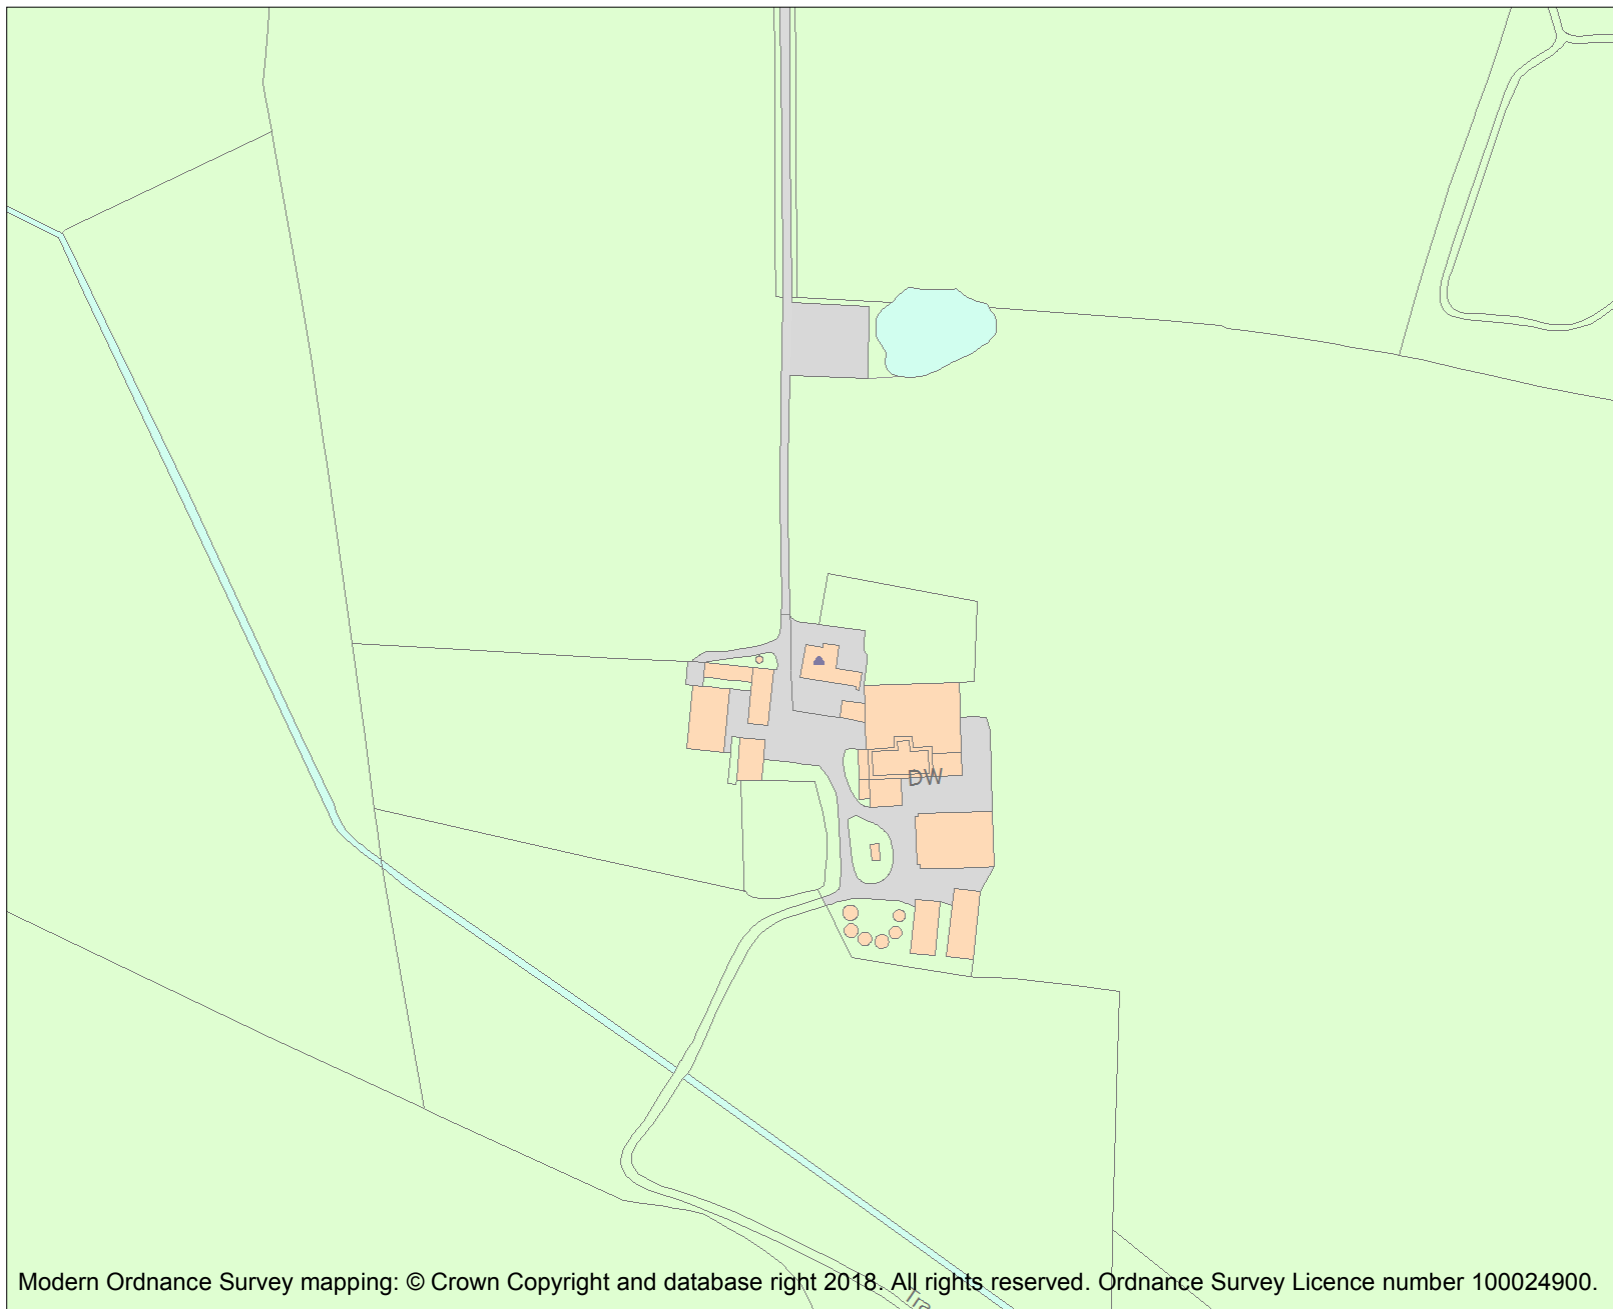 DW
Modern Ordnance Survey mapping: © Crown Copyright and database right 2018. All rights reserved. Ordnance Survey Licence number 100024900.